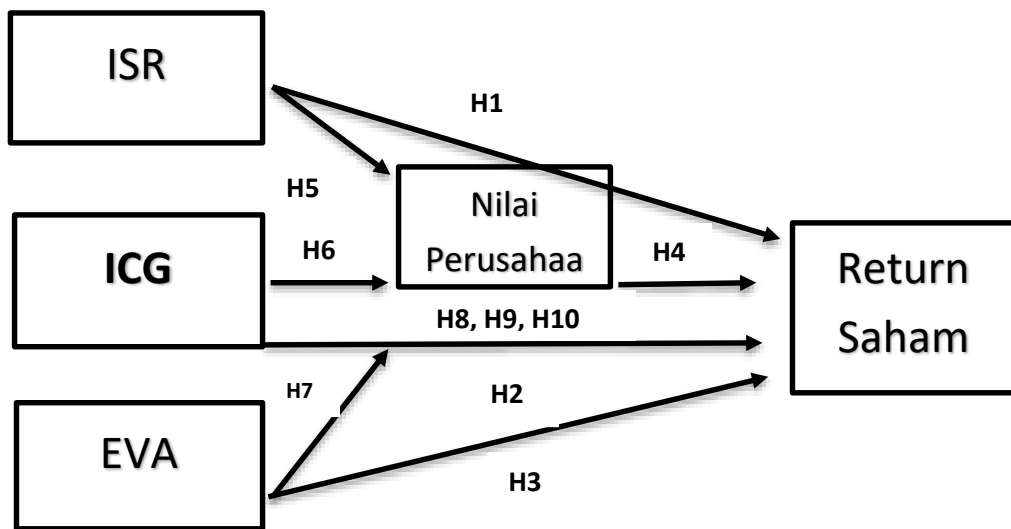 ISR
H1
H5
Nilai
Perusahaa
ICG
H6
H4
Return
Saham
H8, H9, H10
H7
H2
EVA
H3